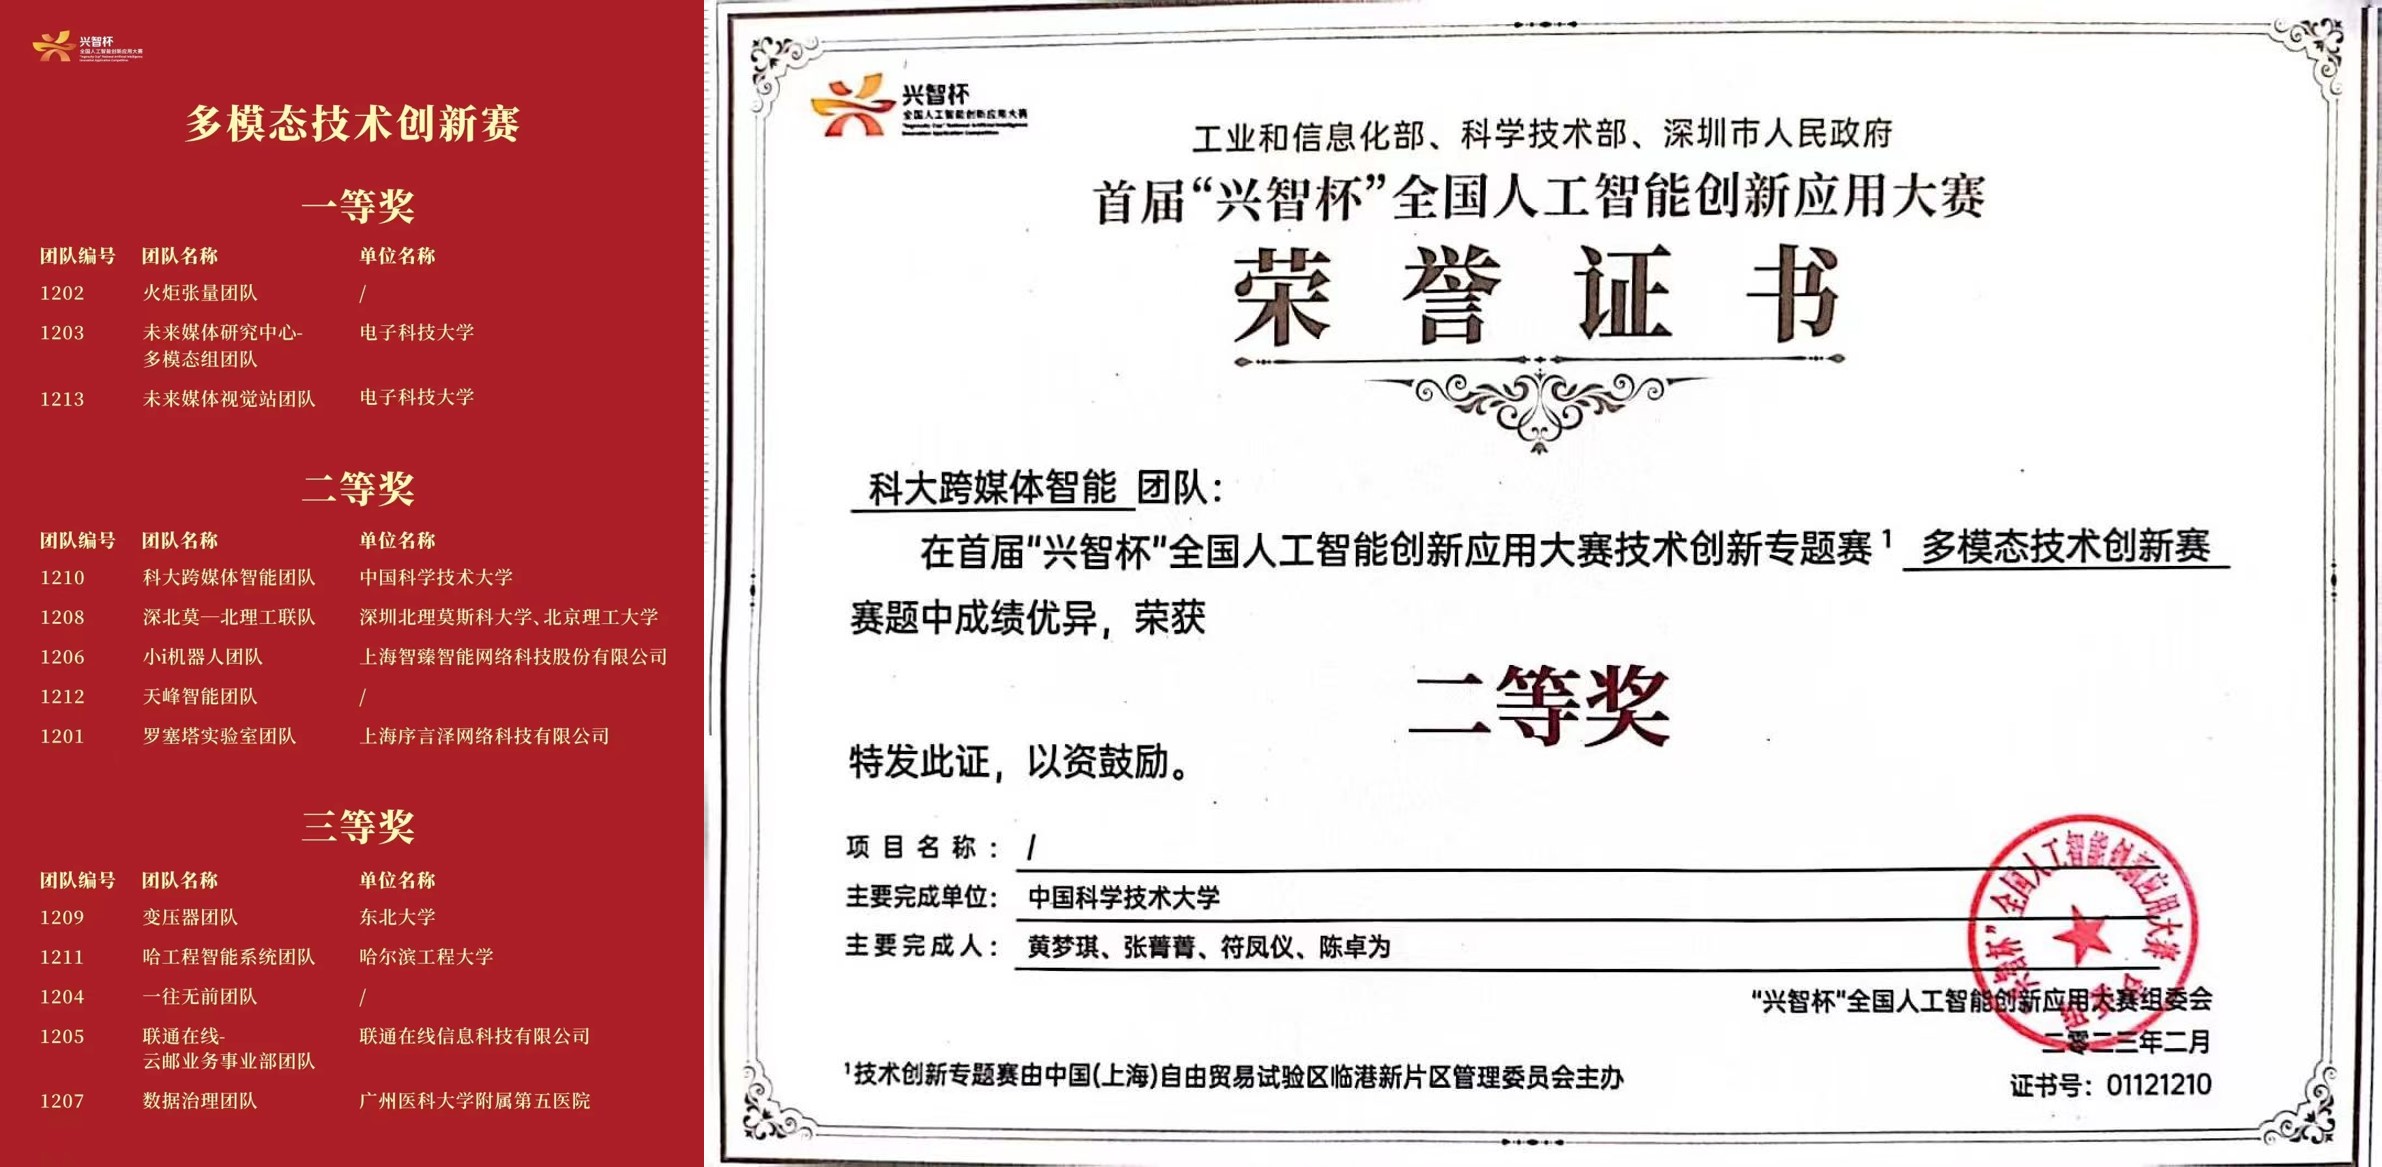 兴智杯
全国人工智能创新应用大赛
多模态技术创新赛
一等奖
团队编号 团队名称 单位名称
1202 火炬张量团队 /
1203 未来媒体研究中心- 电子科技大学
多模态组团队
1213 未来媒体视觉站团队 电子科技大学
二等奖
团队编号 团队名称 单位名称
1210 科大跨媒体智能团队 中国科学技术大学
1208 深北莫—北理工联队 深圳北理莫斯科大学、北京理工大学
1206 小i机器人团队 上海智臻智能网络科技股份有限公司
1212 天峰智能团队 /
1201 罗塞塔实验室团队 上海序言泽网络科技有限公司
三等奖
团队编号 团队名称 单位名称
1209 变压器团队 东北大学
1211 哈工程智能系统团队 哈尔滨工程大学
1204 一往无前团队 /
1205 联通在线- 联通在线信息科技有限公司
云邮业务事业部团队
1207 数据治理团队 广州医科大学附属第五医院
兴智杯
全国人工智能创新应用大赛
工业和信息化部、科学技术部、深圳市人民政府
首届“兴智杯”全国人工智能创新应用大赛
荣誉证书
科大跨媒体智能 团队：
在首届“兴智杯”全国人工智能创新应用大赛技术创新专题赛¹ 多模态技术创新赛
赛题中成绩优异，荣获
二等奖
特发此证，以资鼓励。
项目名称： /
主要完成单位： 中国科学技术大学
主要完成人： 黄梦琪、张菁菁、符凤仪、陈卓为
“兴智杯”全国人工智能创新应用大赛组委会
二零二三年二月
¹技术创新专题赛由中国(上海)自由贸易试验区临港新片区管理委员会主办
证书号：01121210
“兴智杯”全国人工智能创新应用大赛